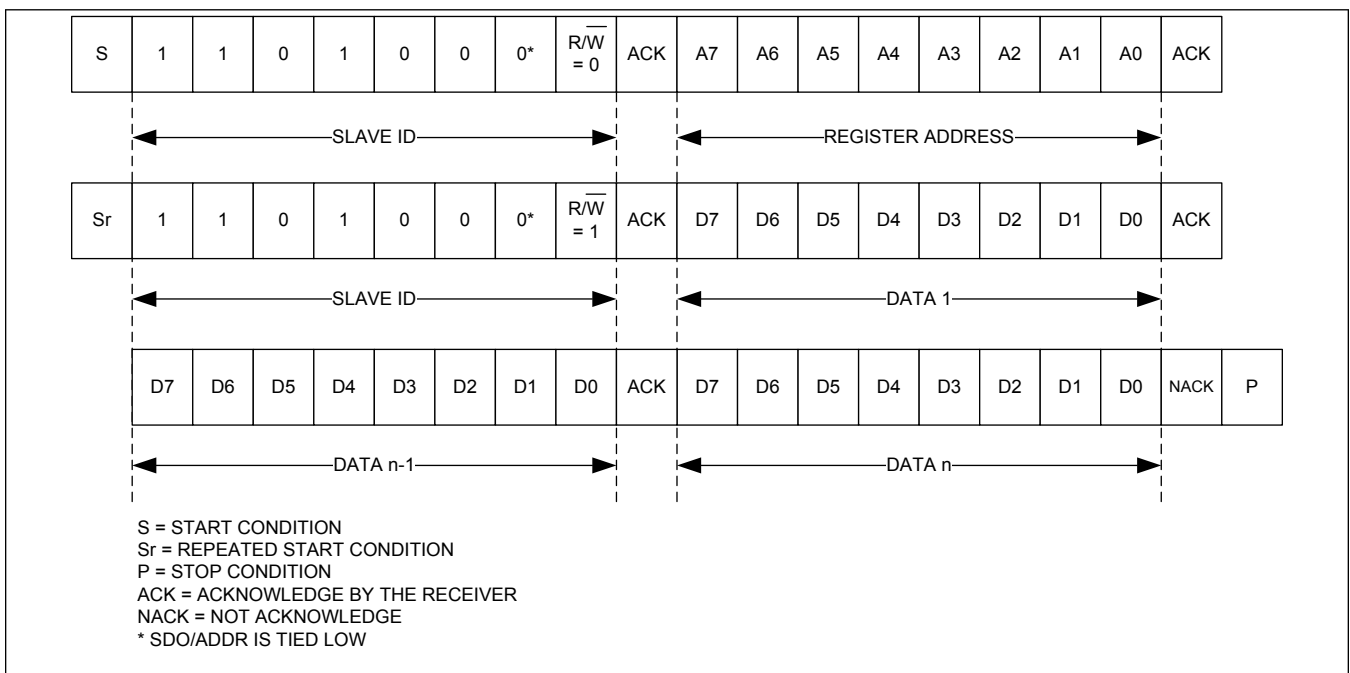 S 1 1 0 1 0 0 0* R/W = 0 ACK A7 A6 A5 A4 A3 A2 A1 A0 ACK
SLAVE ID REGISTER ADDRESS
Sr 1 1 0 1 0 0 0* R/W = 1 ACK D7 D6 D5 D4 D3 D2 D1 D0 ACK
SLAVE ID DATA 1
D7 D6 D5 D4 D3 D2 D1 D0 ACK D7 D6 D5 D4 D3 D2 D1 D0 NACK P
DATA n-1 DATA n
S = START CONDITION
Sr = REPEATED START CONDITION
P = STOP CONDITION
ACK = ACKNOWLEDGE BY THE RECEIVER
NACK = NOT ACKNOWLEDGE
* SDO/ADDR IS TIED LOW